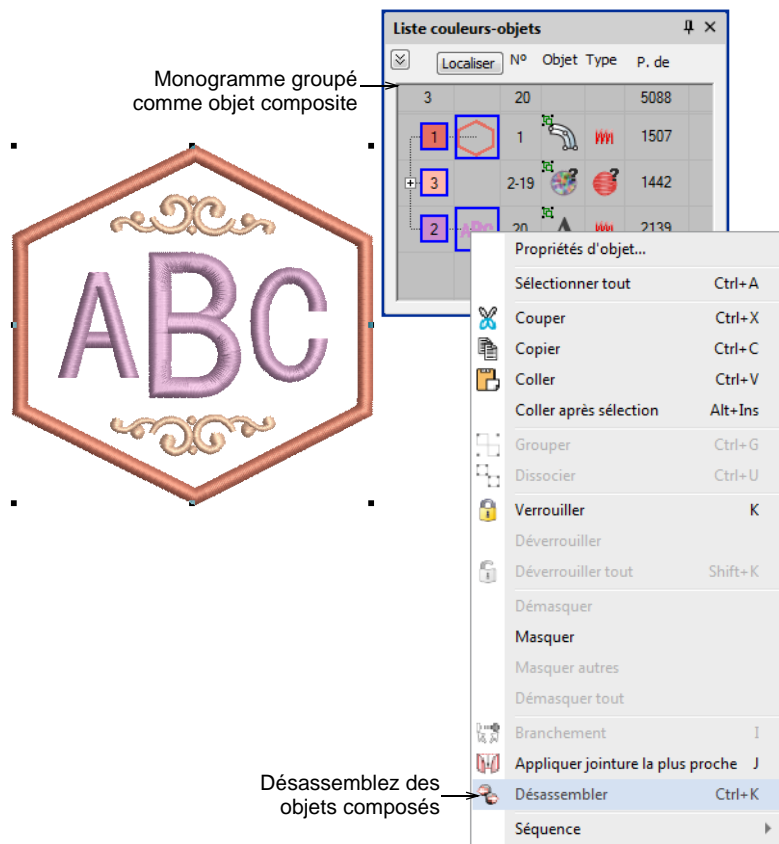 Liste couleurs-objets
Localiser Nº Objet Type P. de
Monogramme groupé
comme objet composite
3 20 5088
1 1 1507
3 2-19 1442
2 ABC 20 A 2139
ABC
Propriétés d'objet...
Sélectionner tout Ctrl+A
Couper Ctrl+X
Copier Ctrl+C
Coller Ctrl+V
Coller après sélection Alt+Ins
Grouper Ctrl+G
Dissocier Ctrl+U
Verrouiller K
Déverrouiller
Déverrouiller tout Shift+K
Démasquer
Masquer
Masquer autres
Démasquer tout
Branchement I
Appliquer jointure la plus proche J
Désassemblez des
objets composés
Désassembler Ctrl+K
Séquence